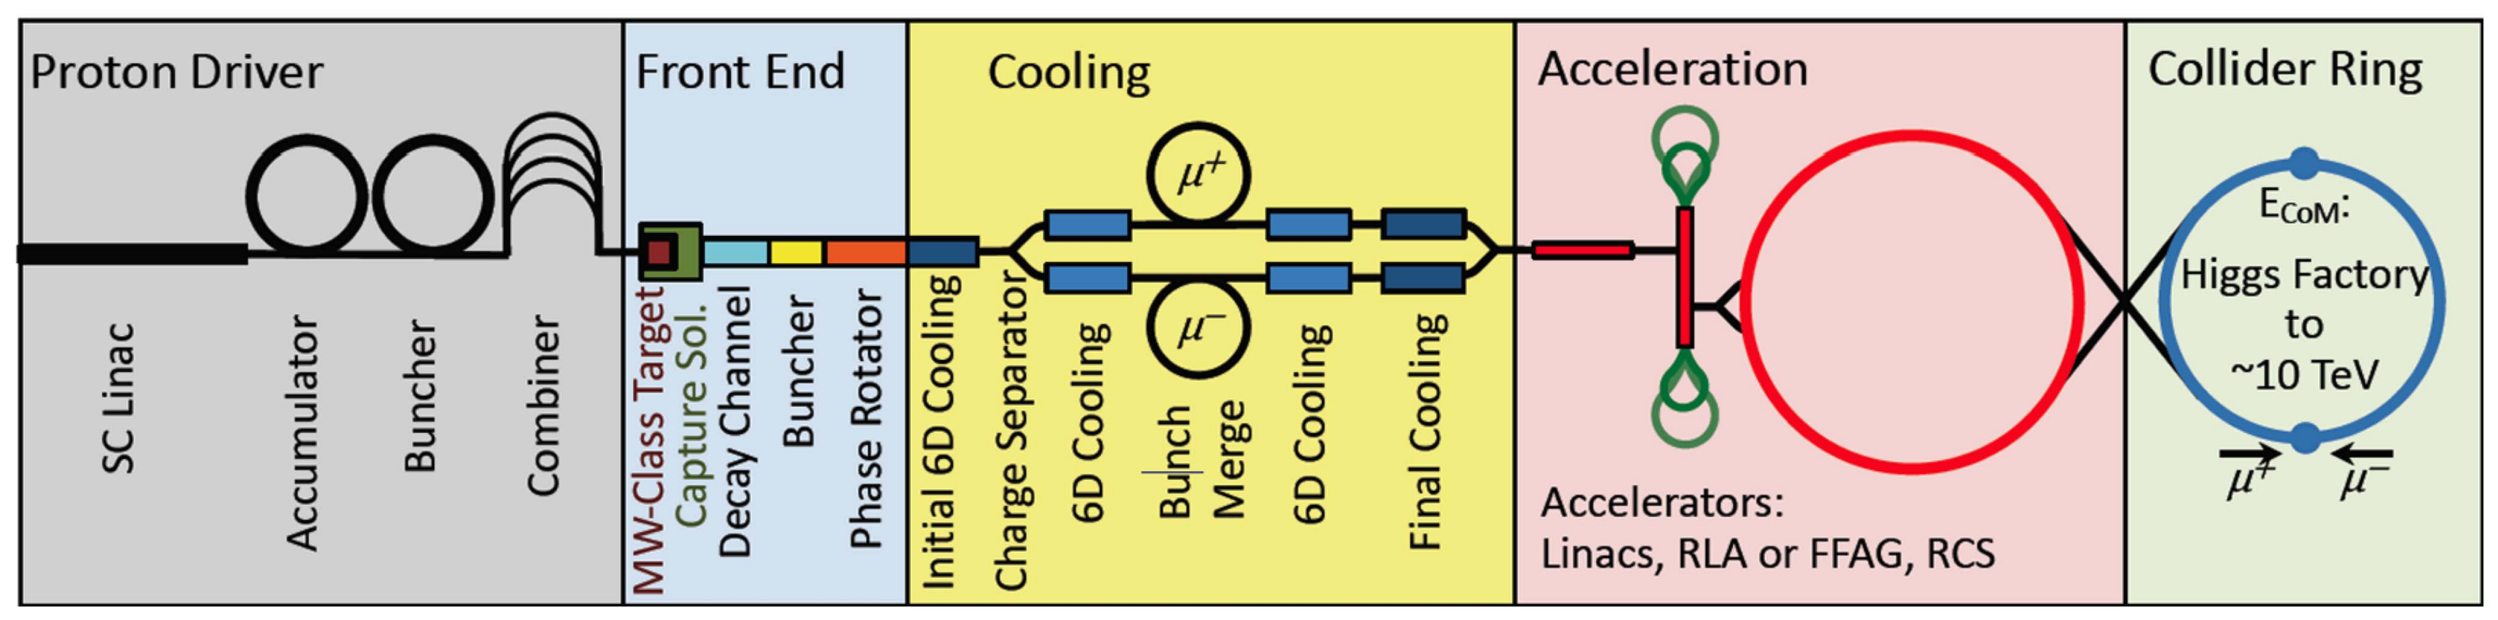 Proton Driver
SC Linac
Accumulator
Buncher
Combiner
Front End
MW-Class Target
Capture Sol.
Decay Channel
Buncher
Phase Rotator
Cooling
μ+
μ−
Initial 6D Cooling
Charge Separator
6D Cooling
Bunch
Merge
6D Cooling
Final Cooling
Acceleration
Accelerators:
Linacs, RLA or FFAG, RCS
Collider Ring
ECoM:
Higgs Factory
to
~10 TeV
μ+ μ−